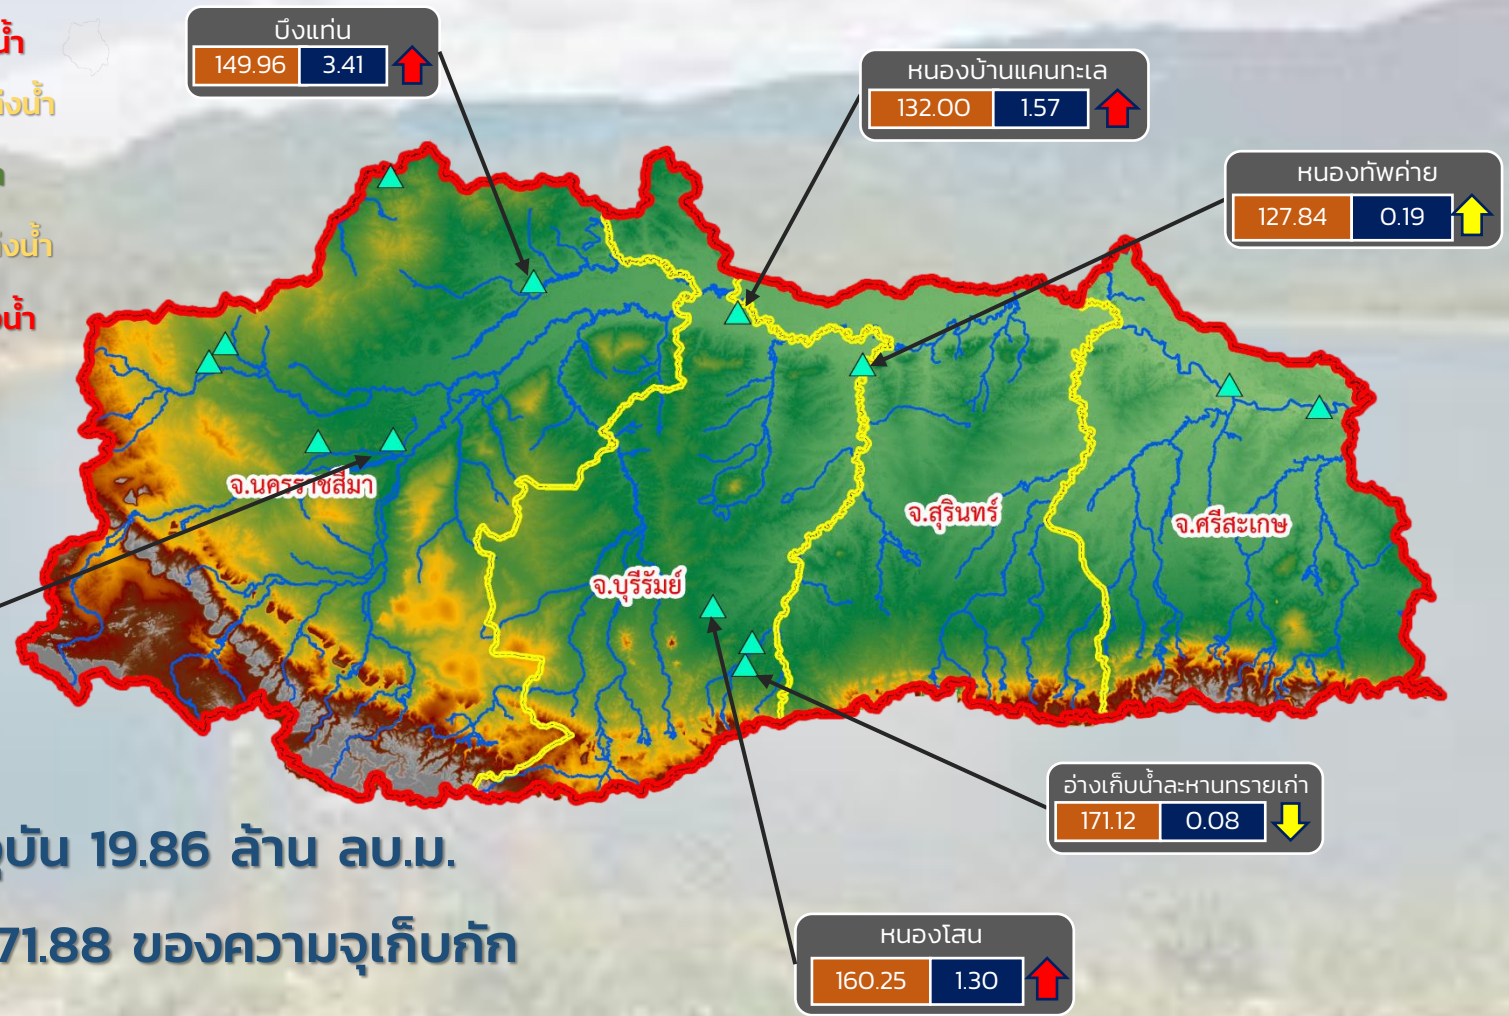 น้ำ
บึงแท่น
149.96 3.41
หนองบ้านแคนทะเล
132.00 1.57
หนองทัพค่าย
127.84 0.19
จ.นครราชสีมา
จ.สุรินทร์
จ.ศรีสะเกษ
จ.บุรีรัมย์
อ่างเก็บน้ำละหานทรายเก่า
171.12 0.08
19.86 ล้าน ลบ.ม.
71.88 ของความจุเก็บกัก
หนองโสน
160.25 1.30